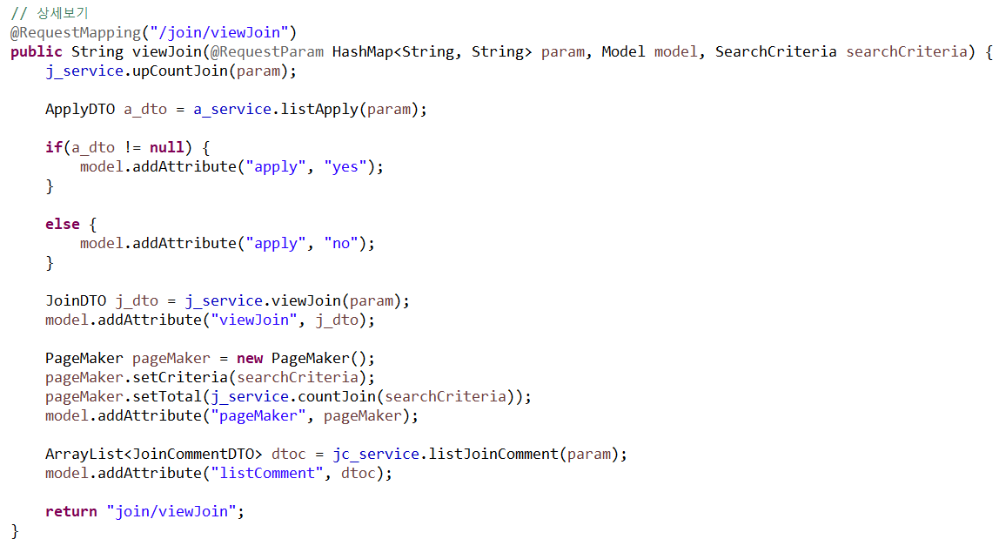 // 상세보기
@RequestMapping("/join/viewJoin")
public String viewJoin(@RequestParam HashMap<String, String> param, Model model, SearchCriteria searchCriteria) {
    j_service.upCountJoin(param);

    ApplyDTO a_dto = a_service.listApply(param);

    if(a_dto != null) {
        model.addAttribute("apply", "yes");
    }

    else {
        model.addAttribute("apply", "no");
    }

    JoinDTO j_dto = j_service.viewJoin(param);
    model.addAttribute("viewJoin", j_dto);

    PageMaker pageMaker = new PageMaker();
    pageMaker.setCriteria(searchCriteria);
    pageMaker.setTotal(j_service.countJoin(searchCriteria));
    model.addAttribute("pageMaker", pageMaker);

    ArrayList<JoinCommentDTO> dtoc = jc_service.listJoinComment(param);
    model.addAttribute("listComment", dtoc);

    return "join/viewJoin";
}